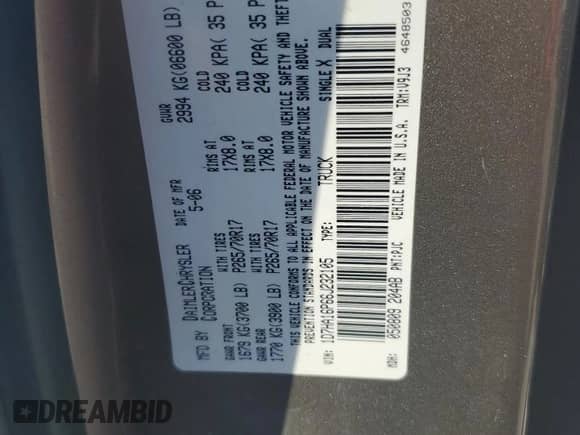 MFD BY DAIMLERCHRYSLER CORPORATION
DATE OF MFR 5-06
GVWR 2994 KG(06600 LB)
GAWR FRONT 1679 KG(3700 LB)
WITH TIRES P265/70R17
RIMS AT 17X8.0
COLD 240 KPA( 35 P
GAWR REAR 1770 KG(3900 LB)
WITH TIRES P265/70R17
RIMS AT 17X8.0
COLD 240 KPA( 35 P
THIS VEHICLE CONFORMS TO ALL APPLICABLE FEDERAL MOTOR VEHICLE SAFETY AND THEFT
PREVENTION STANDARDS IN EFFECT ON THE DATE OF MANUFACTURE SHOWN ABOVE.
VIN: 1D7HA16P66J232105 TYPE: TRUCK SINGLE X DUAL
MDH: 050809 204AB PNT:PJC VEHICLE MADE IN U.S.A. TRM:V9J3 4648503
DREAMBID